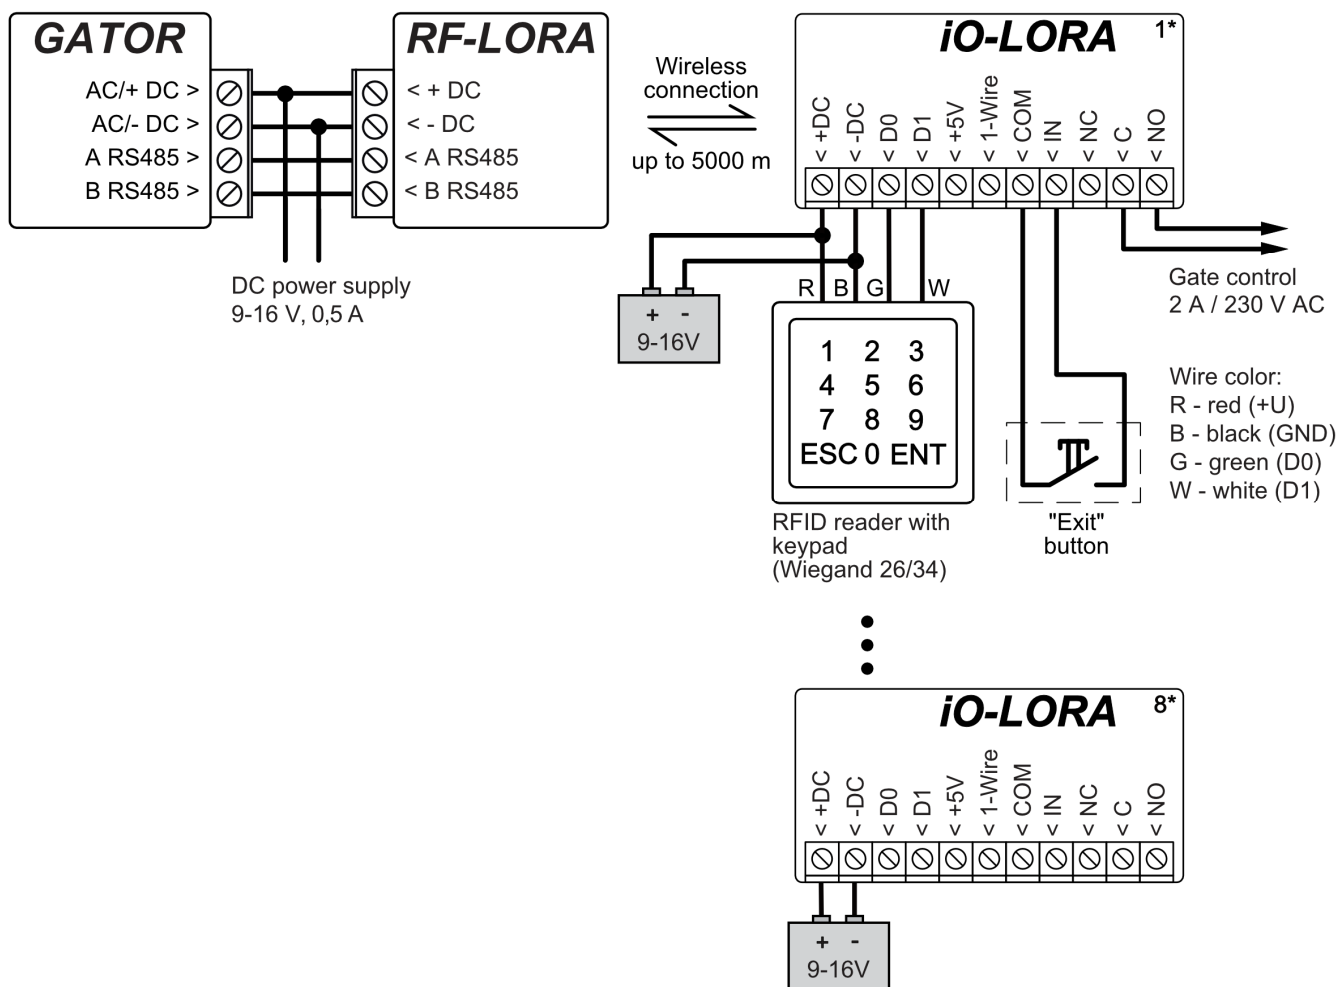 GATOR
AC/+ DC >
AC/- DC >
A RS485 >
B RS485 >
RF-LORA
< + DC
< - DC
< A RS485
< B RS485
DC power supply
9-16 V, 0,5 A
Wireless
connection
up to 5000 m
iO-LORA 1*
< +DC
< -DC
< D0
< D1
< +5V
< 1-Wire
< COM
< IN
< NC
< C
< NO
+ -
9-16V
R B G W
1 2 3
4 5 6
7 8 9
ESC 0 ENT
RFID reader with
keypad
(Wiegand 26/34)
"Exit"
button
Gate control
2 A / 230 V AC
Wire color:
R - red (+U)
B - black (GND)
G - green (D0)
W - white (D1)
iO-LORA 8*
< +DC
< -DC
< D0
< D1
< +5V
< 1-Wire
< COM
< IN
< NC
< C
< NO
+ -
9-16V